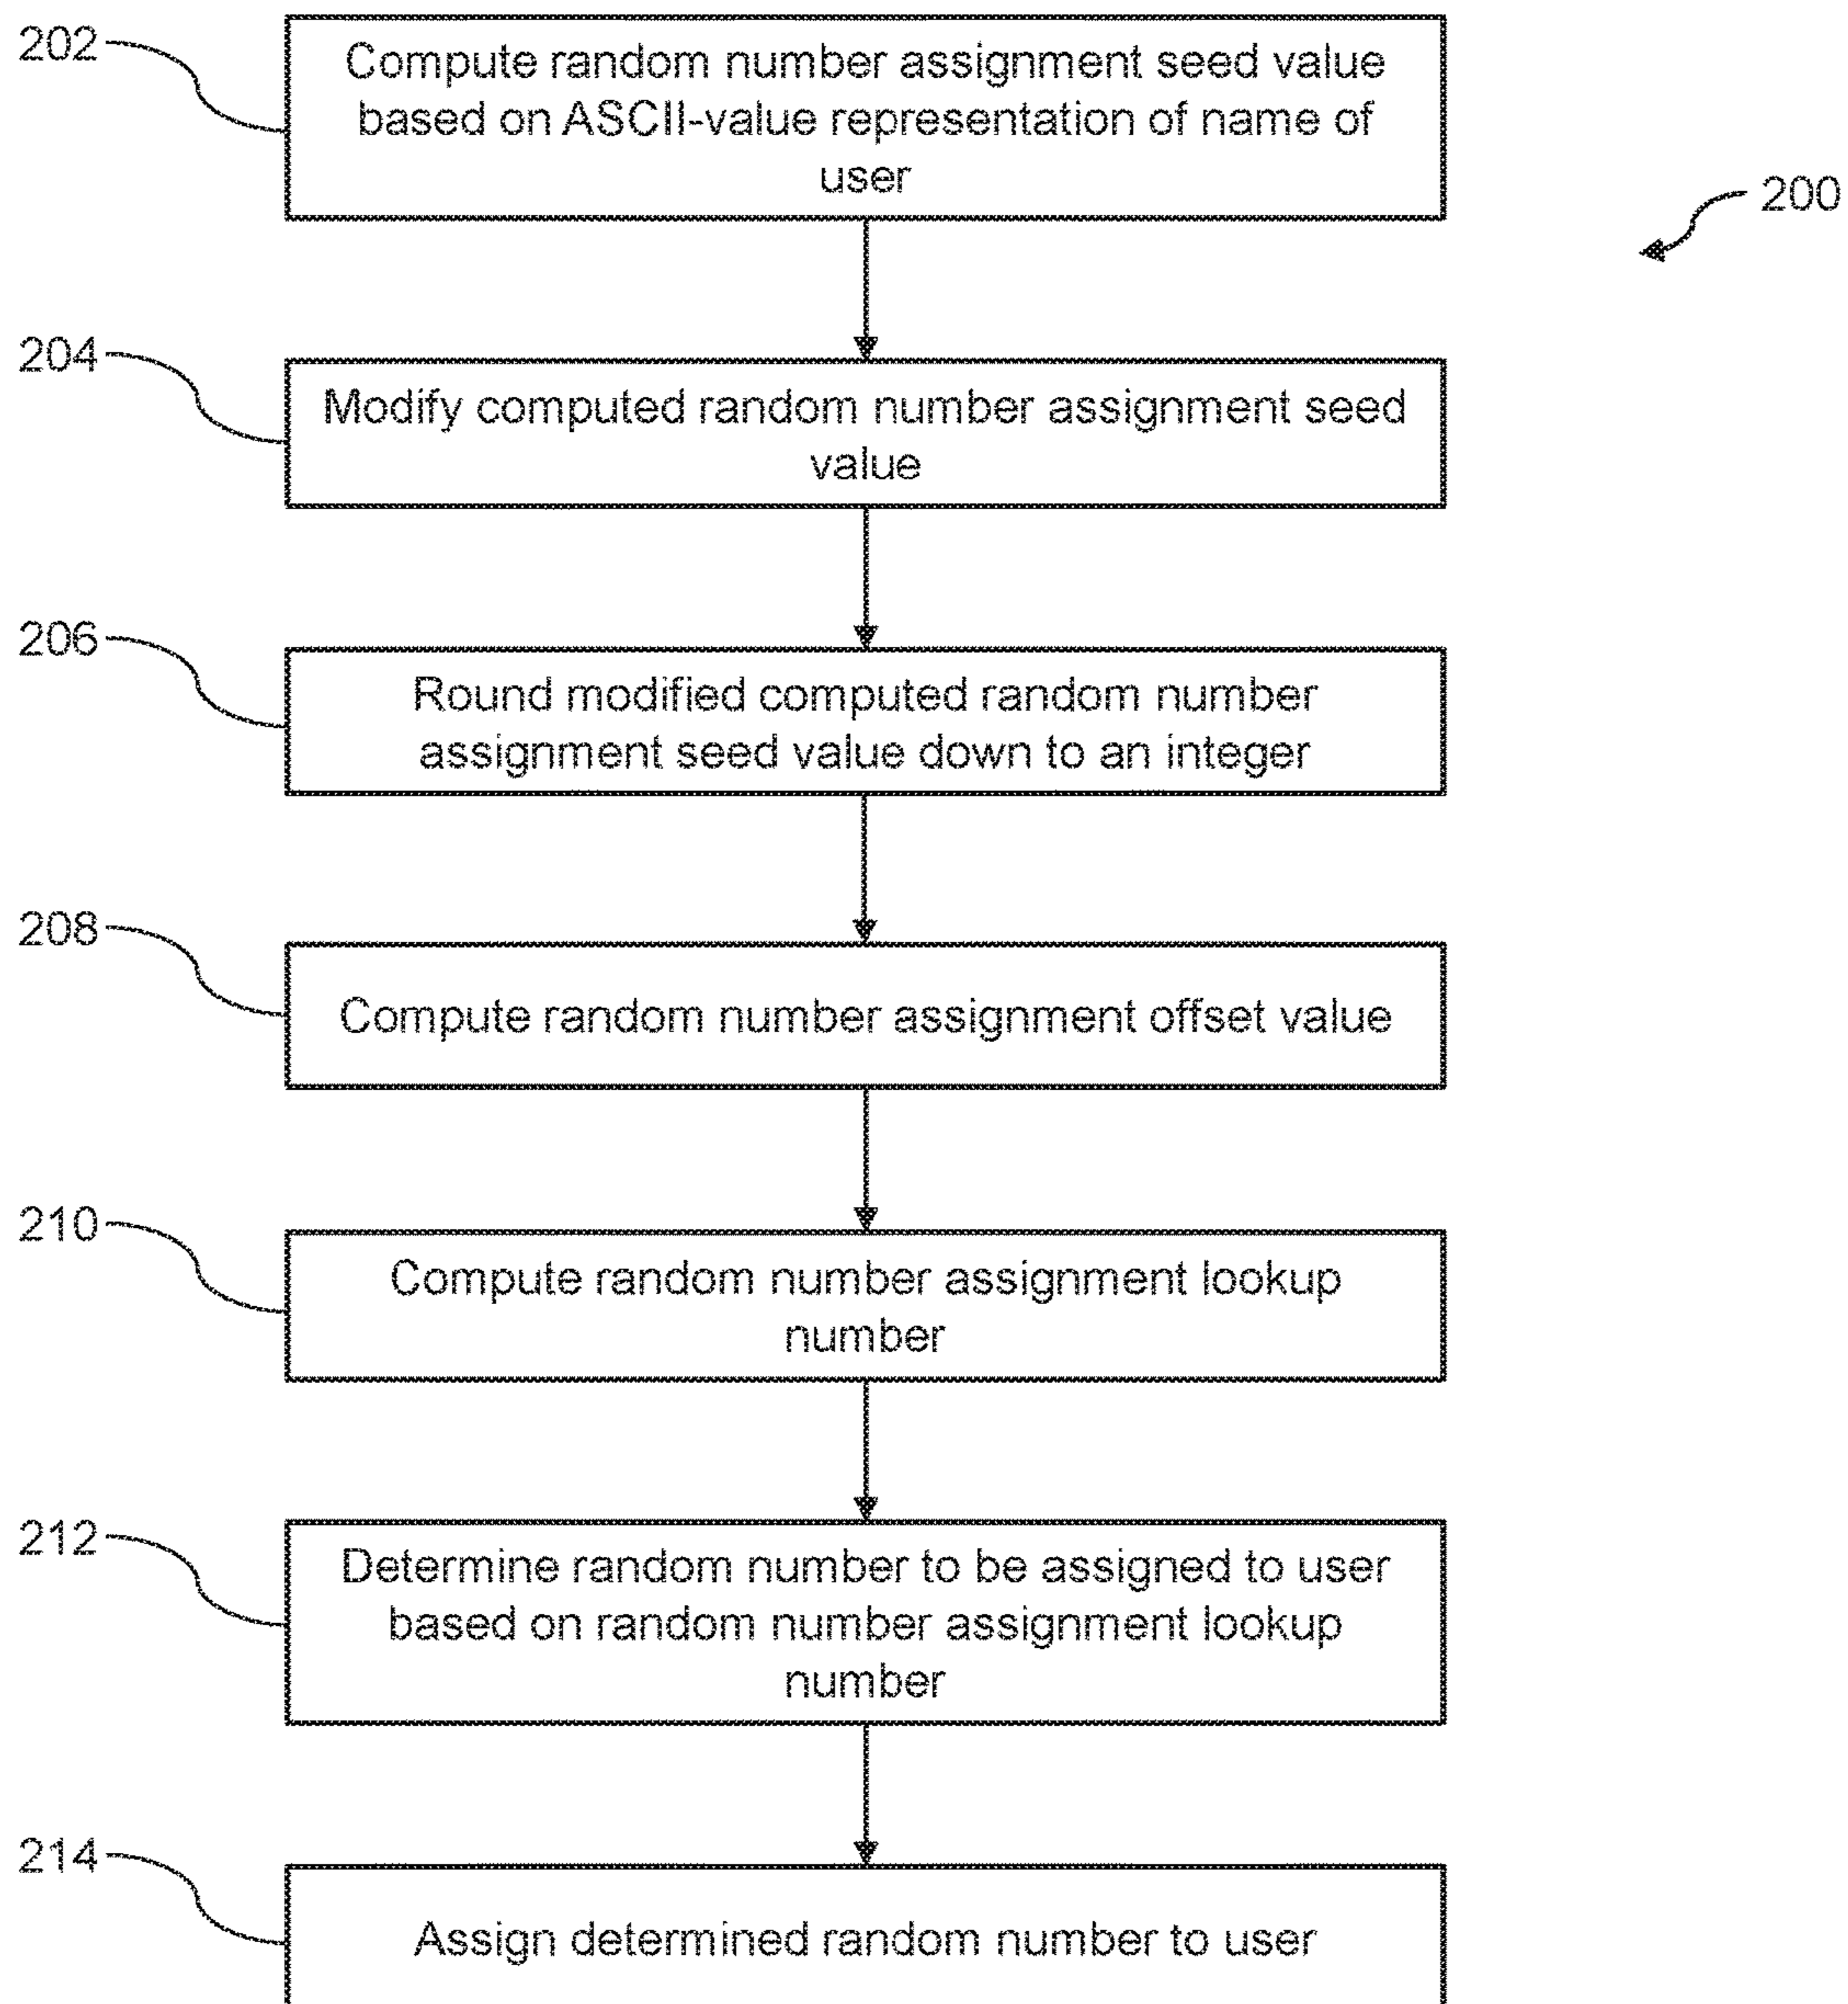 202
Compute random number assignment seed value
based on ASCII-value representation of name of
user
200
204
Modify computed random number assignment seed
value
206
Round modified computed random number
assignment seed value down to an integer
208
Compute random number assignment offset value
210
Compute random number assignment lookup
number
212
Determine random number to be assigned to user
based on random number assignment lookup
number
214
Assign determined random number to user